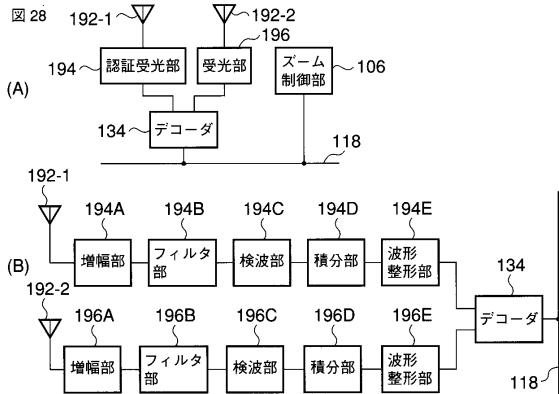 図 28
192-1
192-2
196
194
認証受光部
受光部
ズーム
制御部
106
(A)
134
デコーダ
118
192-1
194A
194B
194C
194D
194E
増幅部
フィルタ
部
検波部
積分部
波形
整形部
134
(B)
デコーダ
192-2
196A
196B
196C
196D
196E
増幅部
フィルタ
部
検波部
積分部
波形
整形部
118